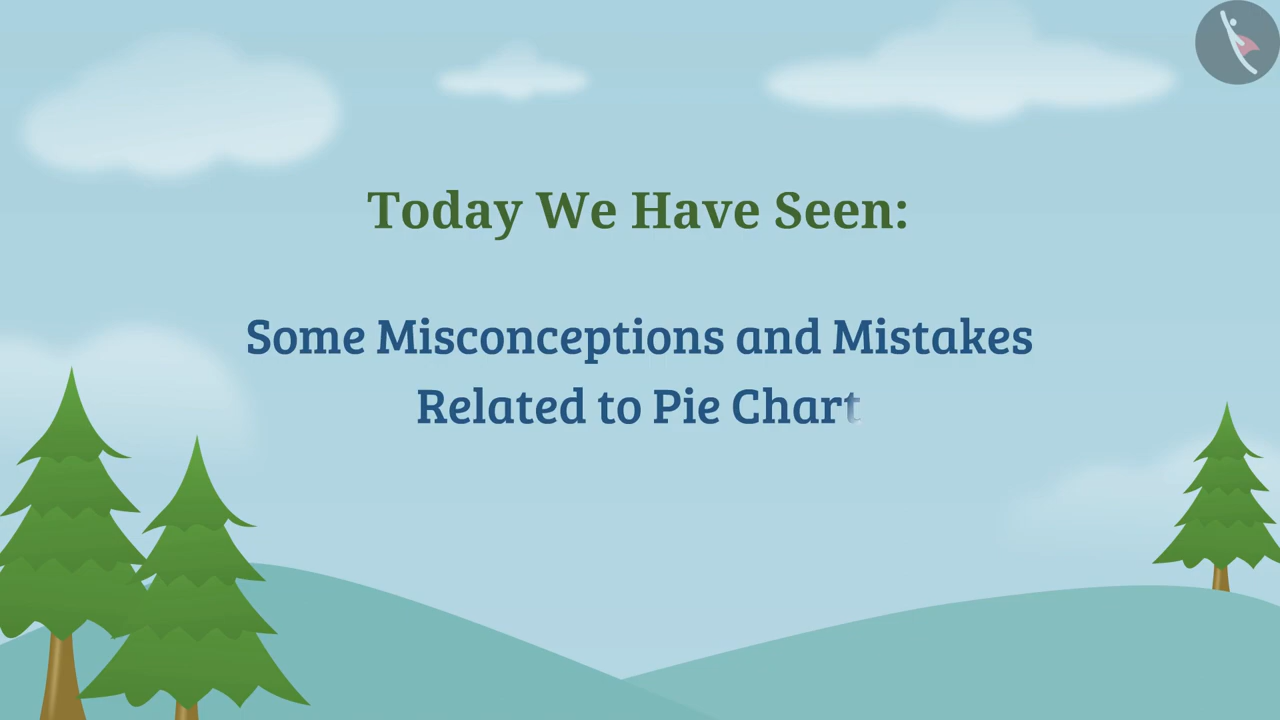 Today We Have Seen:
Some Misconceptions and Mistakes
Related to Pie Chart